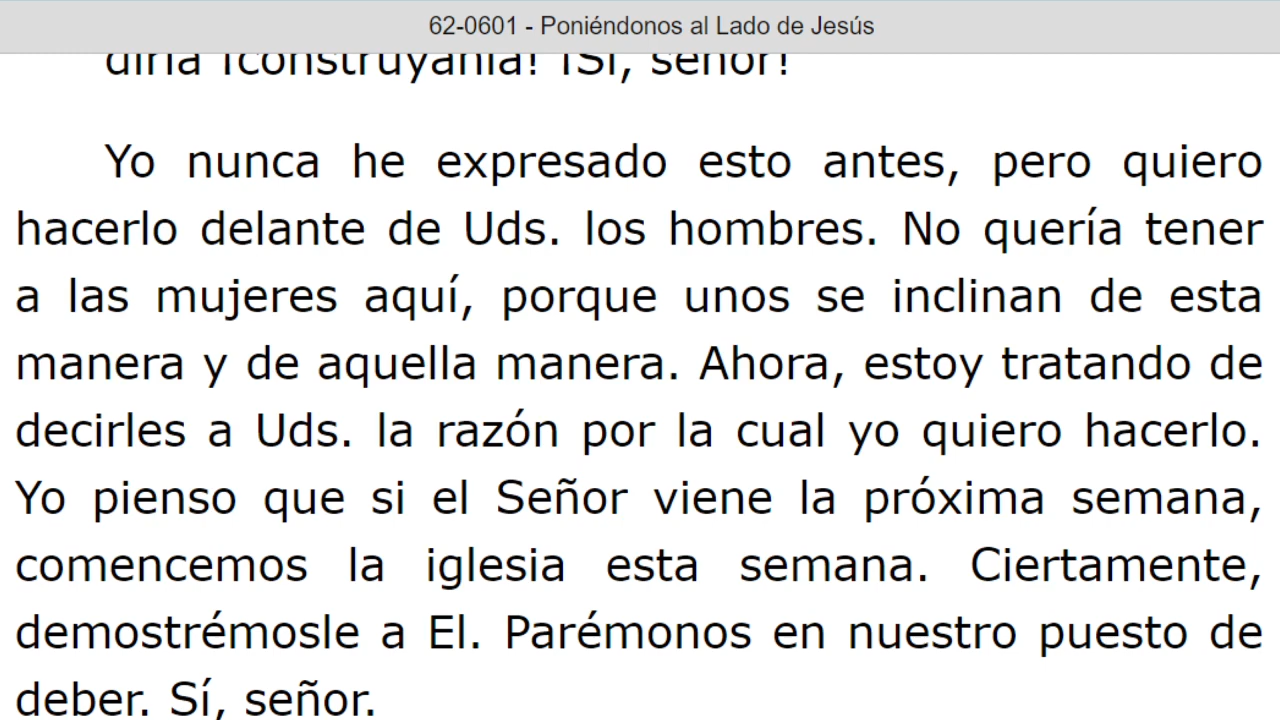 62-0601 - Poniéndonos al Lado de Jesús
diría ¡construyanla! ¡Sí, señor!
Yo nunca he expresado esto antes, pero quiero
hacerlo delante de Uds. los hombres. No quería tener
a las mujeres aquí, porque unos se inclinan de esta
manera y de aquella manera. Ahora, estoy tratando de
decirles a Uds. la razón por la cual yo quiero hacerlo.
Yo pienso que si el Señor viene la próxima semana,
comencemos la iglesia esta semana. Ciertamente,
demostrémosle a El. Parémonos en nuestro puesto de
deber. Sí, señor.